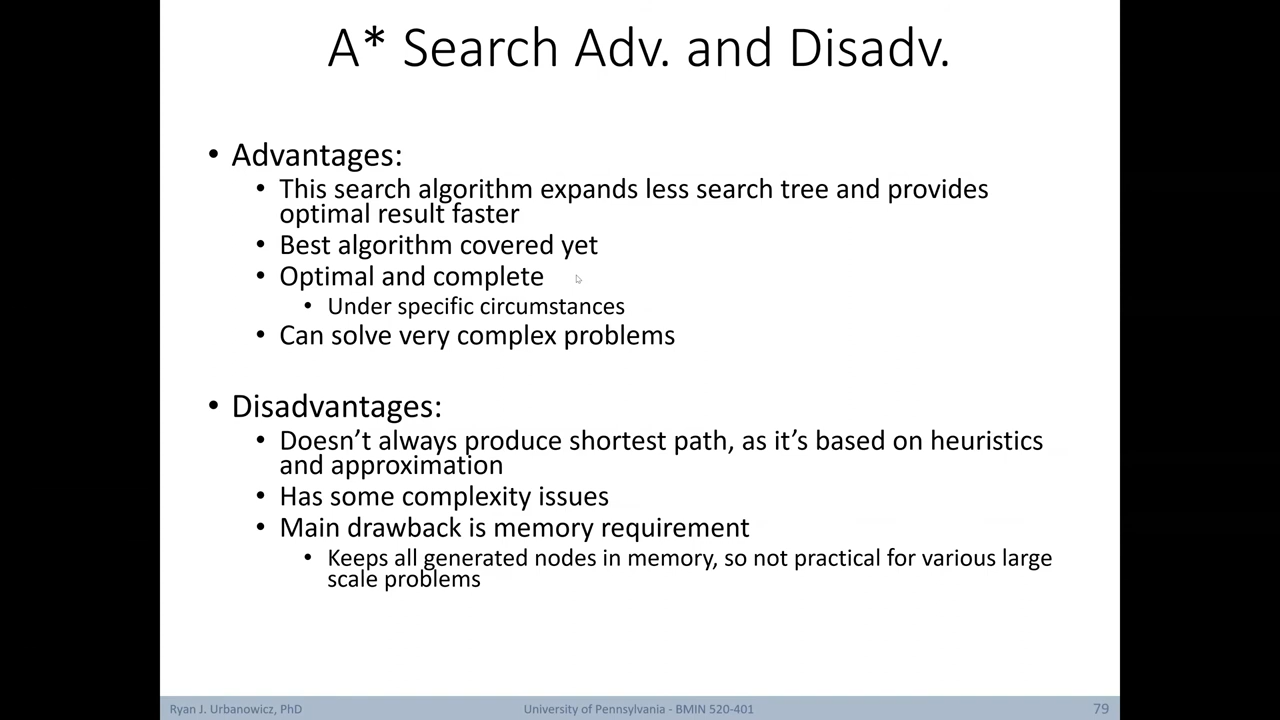 A* Search Adv. and Disadv.
• Advantages:
• This search algorithm expands less search tree and provides
optimal result faster
• Best algorithm covered yet
• Optimal and complete
• Under specific circumstances
• Can solve very complex problems
• Disadvantages:
• Doesn’t always produce shortest path, as it’s based on heuristics
and approximation
• Has some complexity issues
• Main drawback is memory requirement
• Keeps all generated nodes in memory, so not practical for various large
scale problems
Ryan J. Urbanowicz, PhD
University of Pennsylvania - BMIN 520-401
79